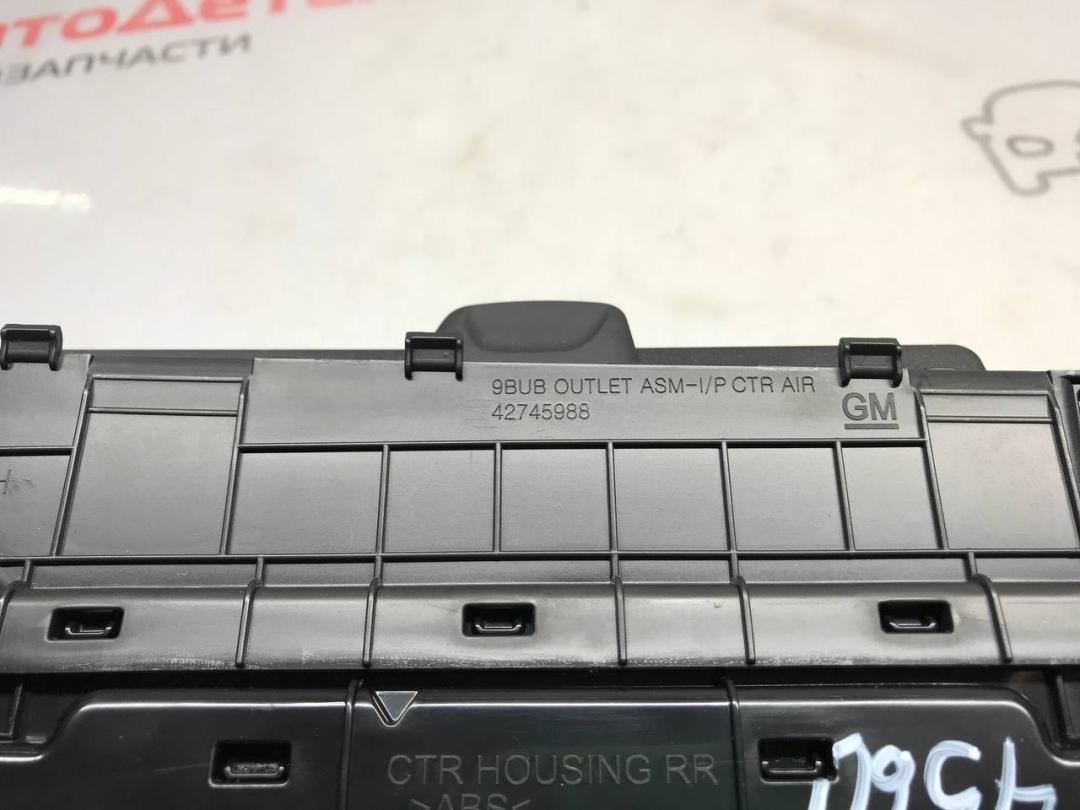 ЗАПЧАСТИ
9BUB OUTLET ASM-I/P CTR AIR
42745988
GM
CTR HOUSING RR
>ABS<